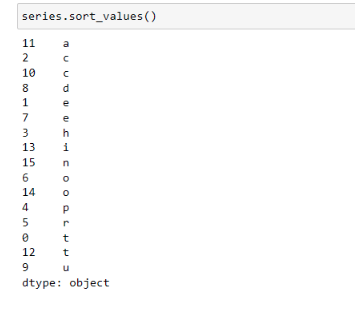 series.sort_values()
11 a
2 c
10 c
8 d
1 e
7 e
3 h
13 i
15 n
6 o
14 o
4 p
5 r
0 t
12 t
9 u
dtype: object